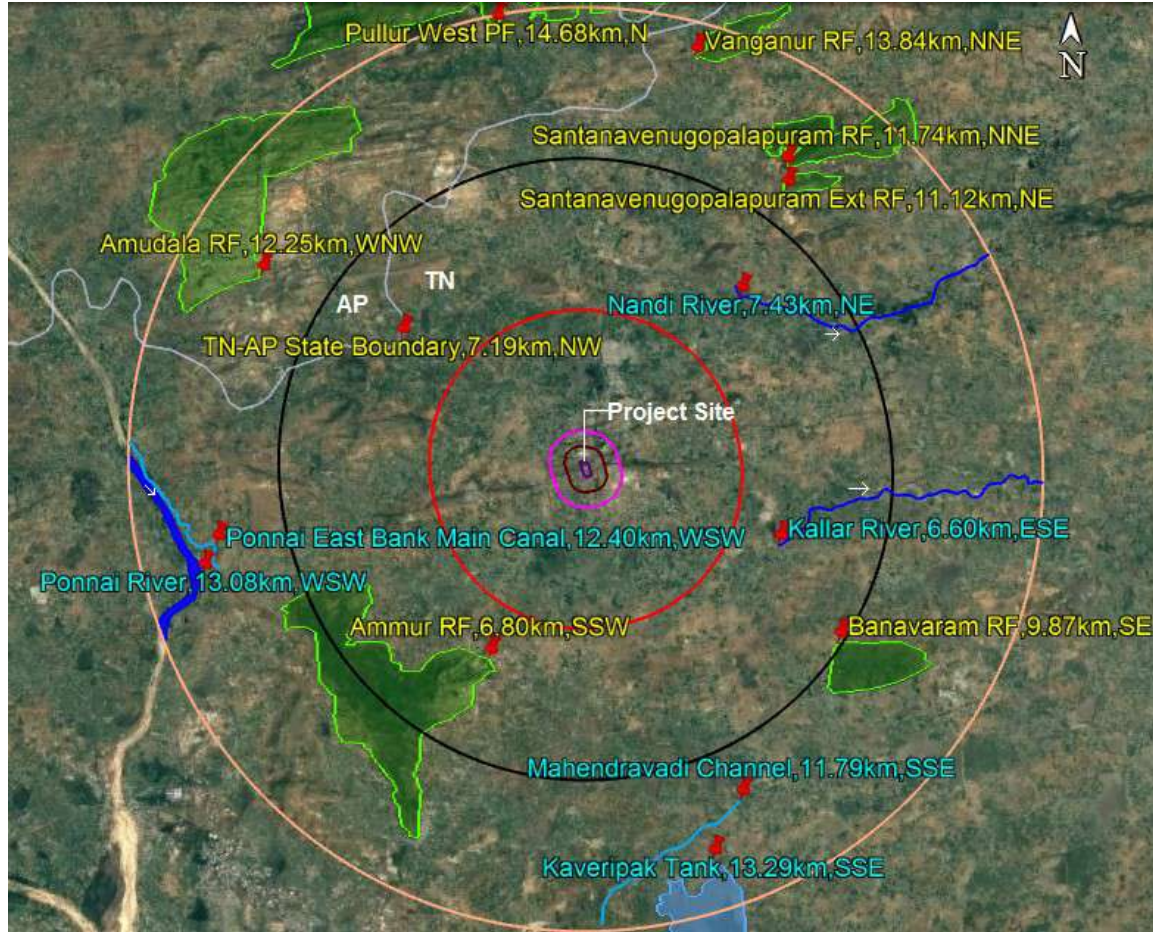 Pullur West PF,14.68km,N
Vanganur RF,13.84km,NNE
N
Santanavenugopalapuram RF,11.74km,NNE
Santanavenugopalapuram Ext RF,11.12km,NE
Amudala RF,12.25km,WNW
TN
AP
Nandi River,7.43km,NE
TN-AP State Boundary,7.19km,NW
Project Site
Ponnai East Bank Main Canal,12.40km,WSW
Kallar River,6.60km,ESE
Ponnai River,13.08km,WSW
Ammur RF,6.80km,SSW
Banavaram RF,9.87km,SE
Mahendravadi Channel,11.79km,SSE
Kaveripak Tank,13.29km,SSE